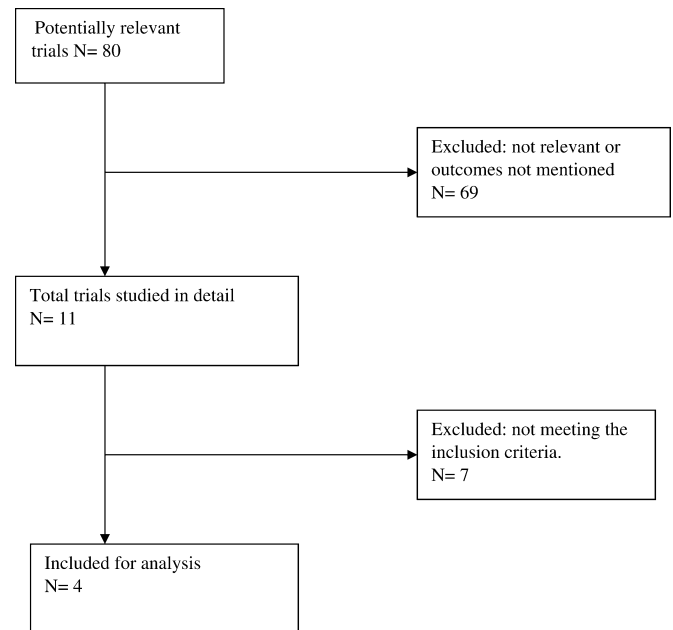 Potentially relevant
trials N= 80
Excluded: not relevant or
outcomes not mentioned
N= 69
Total trials studied in detail
N= 11
Excluded: not meeting the
inclusion criteria.
N= 7
Included for analysis
N= 4